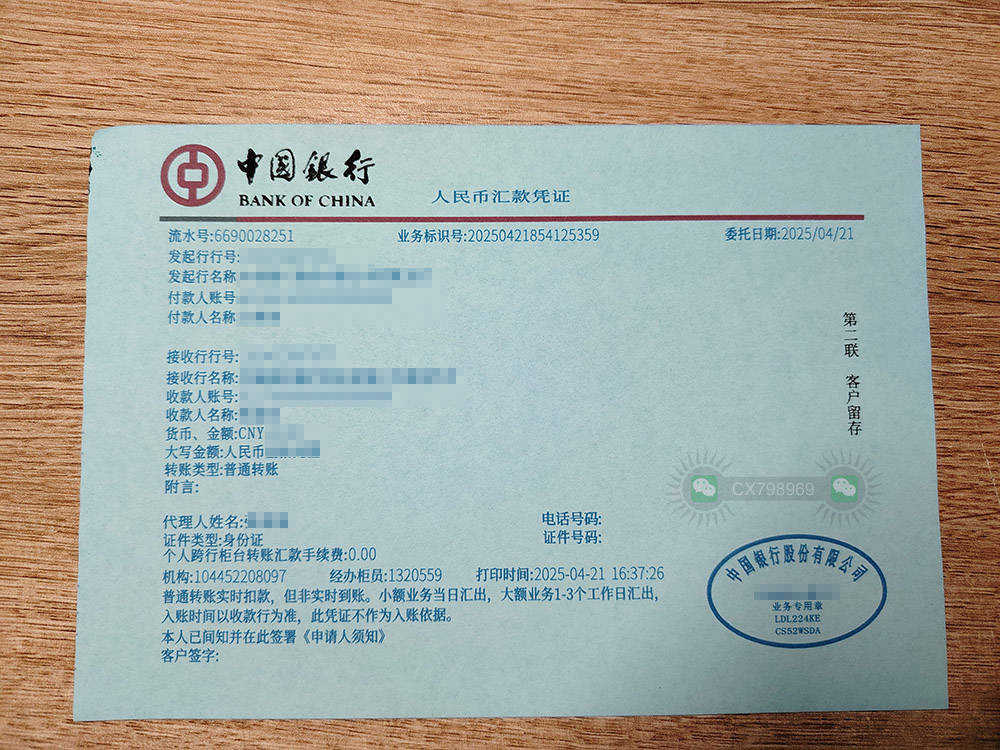 中国银行
BANK OF CHINA
人民币汇款凭证
流水号:6690028251 业务标识号:20250421854125359 委托日期:2025/04/21
发起行行号:
发起行名称
付款人账号
付款人名称
第二联 客户留存
接收行行号:
接收行名称:
收款人账号:
收款人名称:
货币、金额:CNY
大写金额:人民币
转账类型:普通转账
附言:
CX798969
代理人姓名: 电话号码:
证件类型:身份证 证件号码:
个人跨行柜台转账汇款手续费:0.00
机构:104452208097 经办柜员:1320559 打印时间:2025-04-21 16:37:26
普通转账实时扣款，但非实时到账。小额业务当日汇出，大额业务1-3个工作日汇出，
入账时间以收款行为准，此凭证不作为入账依据。
本人已间知并在此签署《申请人须知》
客户签字:
中国银行股份有限公司
业务专用章
LDL224KE
CS52WSDA